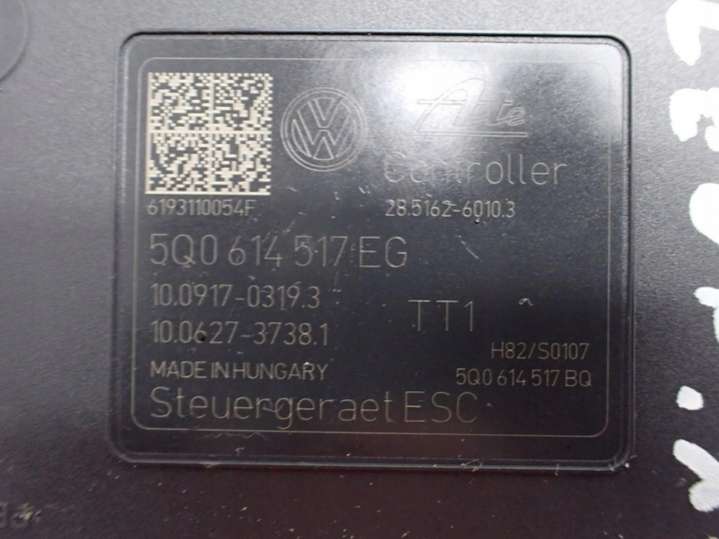 Ate
Controller
6193110054F
28.5162-6010.3
5Q0 614 517 EG
10.0917-0319.3
10.0627-3738.1
TT1
H82/S0107
MADE IN HUNGARY
5Q0 614 517 BQ
Steuergeraet ESC